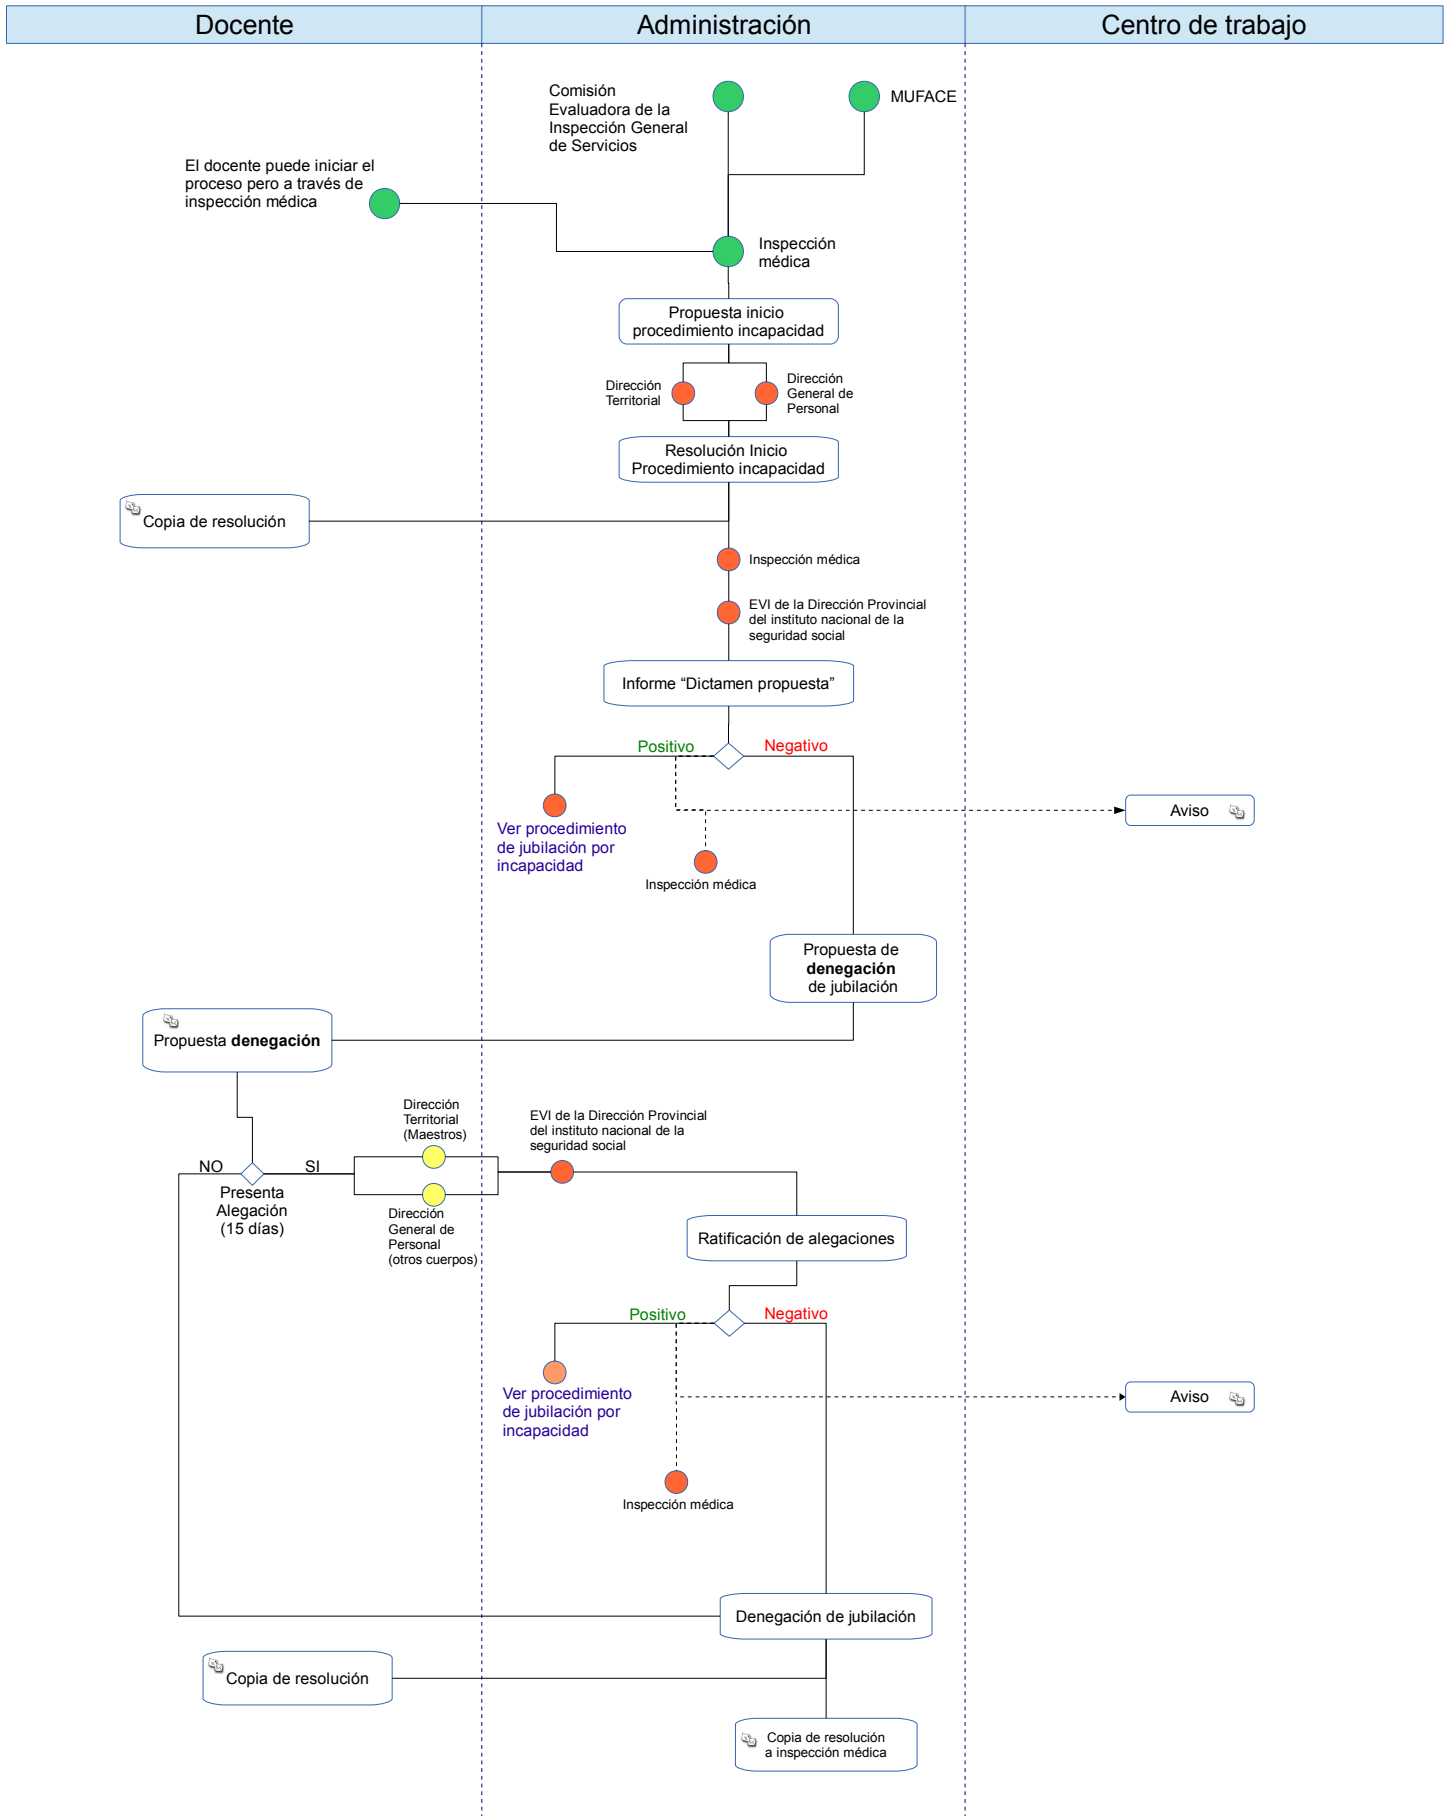 Docente
Administración
Centro de trabajo
Comisión
Evaluadora de la
Inspección General
de Servicios
MUFACE
El docente puede iniciar el
proceso pero a través de
inspección médica
Inspección
médica
Propuesta inicio
procedimiento incapacidad
Dirección
Territorial
Dirección
General de
Personal
Resolución Inicio
Procedimiento incapacidad
Copia de resolución
Inspección médica
EVI de la Dirección Provincial
del instituto nacional de la
seguridad social
Informe “Dictamen propuesta”
Positivo
Negativo
Ver procedimiento
de jubilación por
incapacidad
Inspección médica
Aviso
Propuesta de
denegación
de jubilación
Propuesta denegación
Dirección
Territorial
(Maestros)
EVI de la Dirección Provincial
del instituto nacional de la
seguridad social
NO
SI
Presenta
Alegación
(15 días)
Dirección
General de
Personal
(otros cuerpos)
Ratificación de alegaciones
Positivo
Negativo
Ver procedimiento
de jubilación por
incapacidad
Aviso
Inspección médica
Denegación de jubilación
Copia de resolución
Copia de resolución
a inspección médica